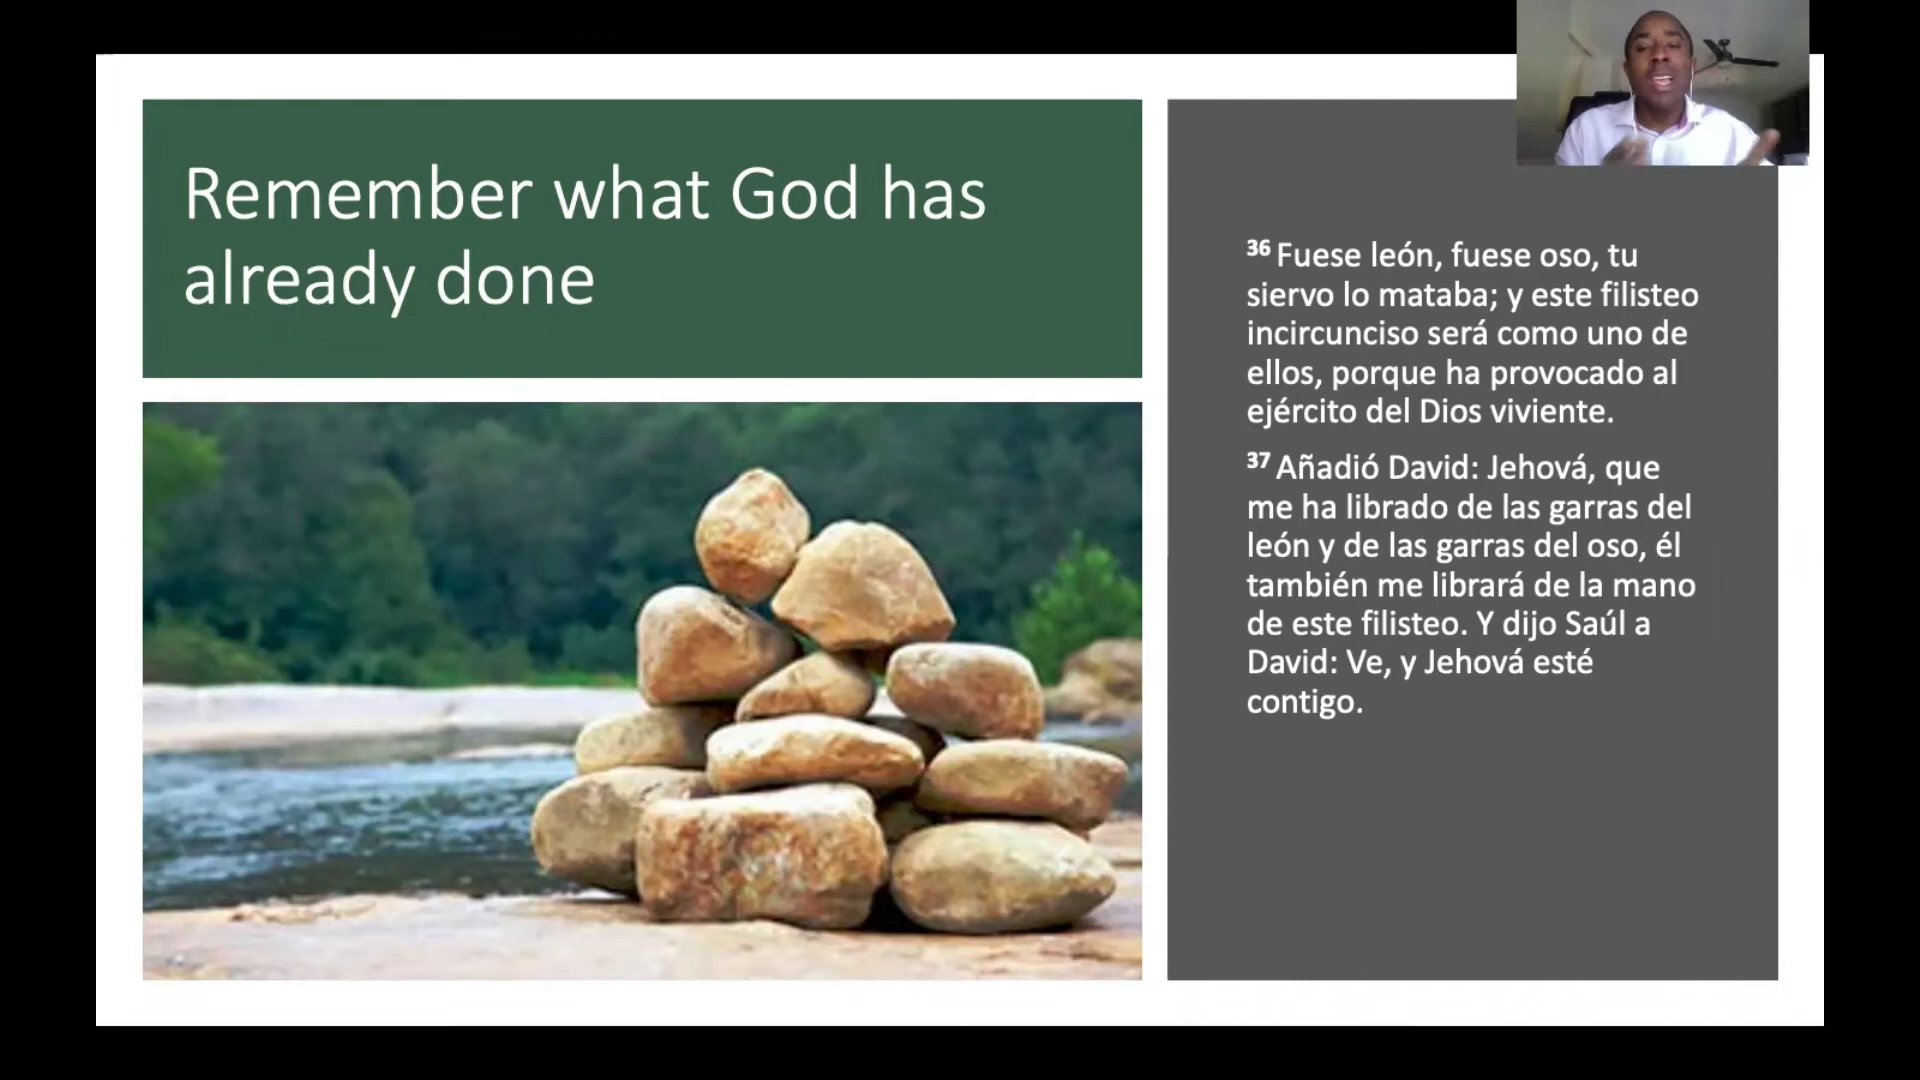 Remember what God has
already done
36 Fuese león, fuese oso, tu
siervo lo mataba; y este filisteo
incircunciso será como uno de
ellos, porque ha provocado al
ejército del Dios viviente.
37 Añadió David: Jehová, que
me ha librado de las garras del
león y de las garras del oso, él
también me librará de la mano
de este filisteo. Y dijo Saúl a
David: Ve, y Jehová esté
contigo.